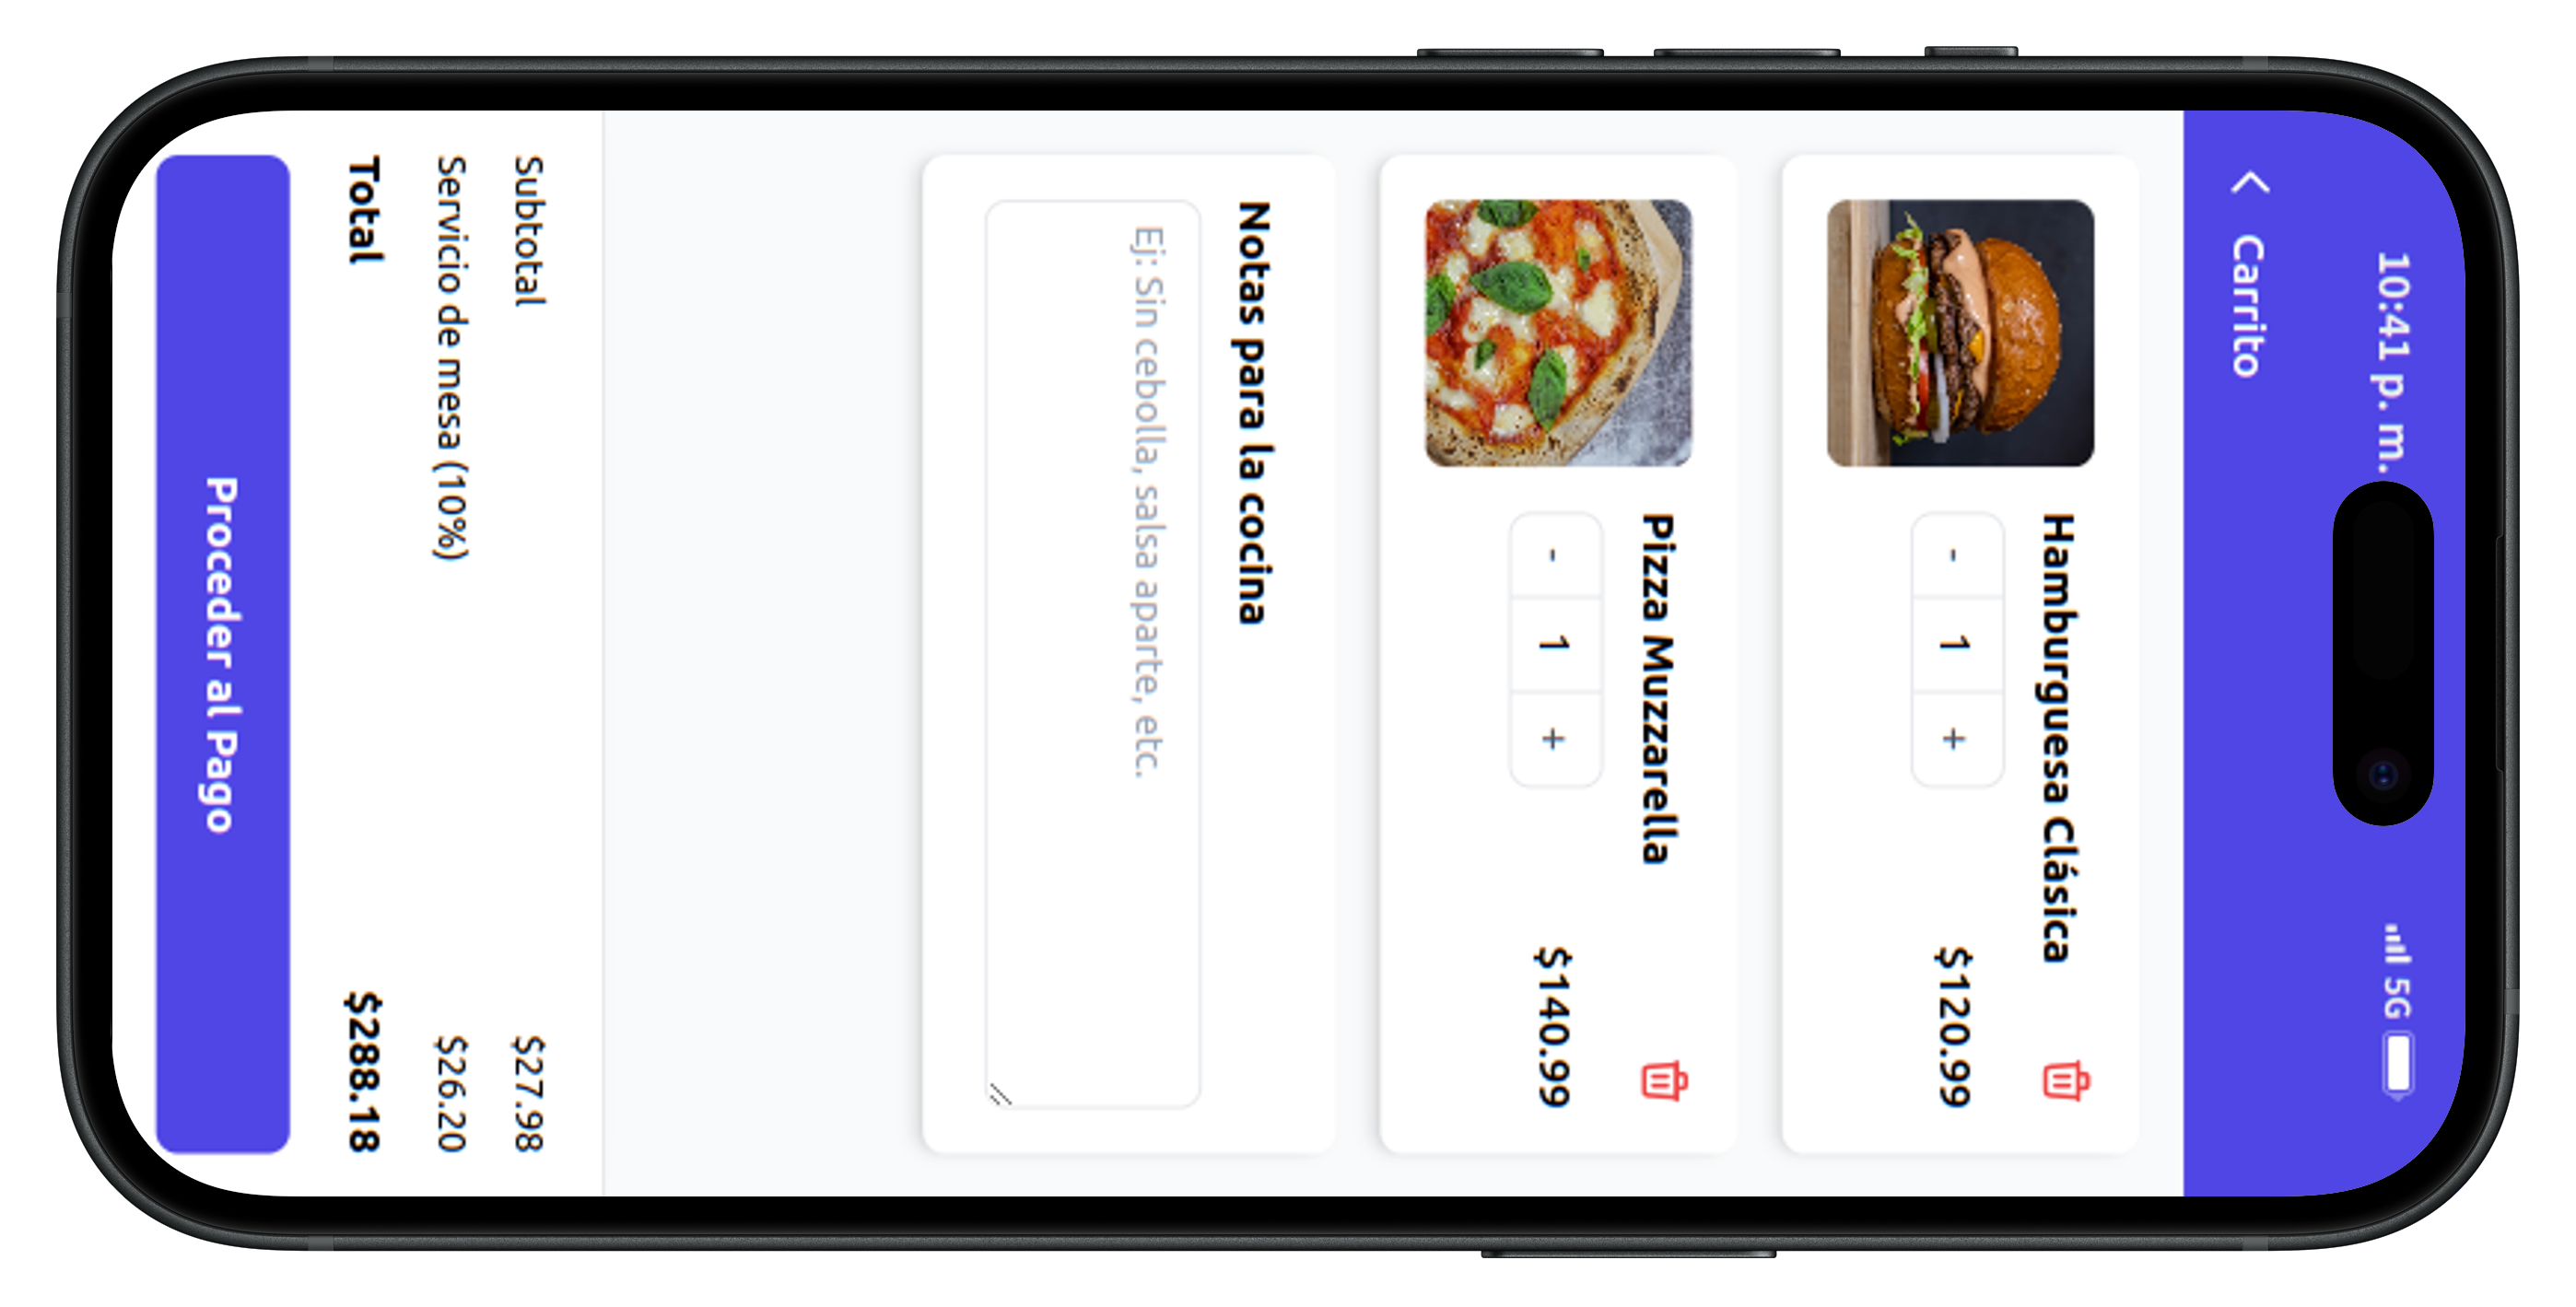 10:41 p. m.
5G
Carrito
Hamburguesa Clásica
- 1 +
$120.99
Pizza Muzzarella
- 1 +
$140.99
Notas para la cocina
Ej: Sin cebolla, salsa aparte, etc.
Subtotal $27.98
Servicio de mesa (10%) $26.20
Total $288.18
Proceder al Pago